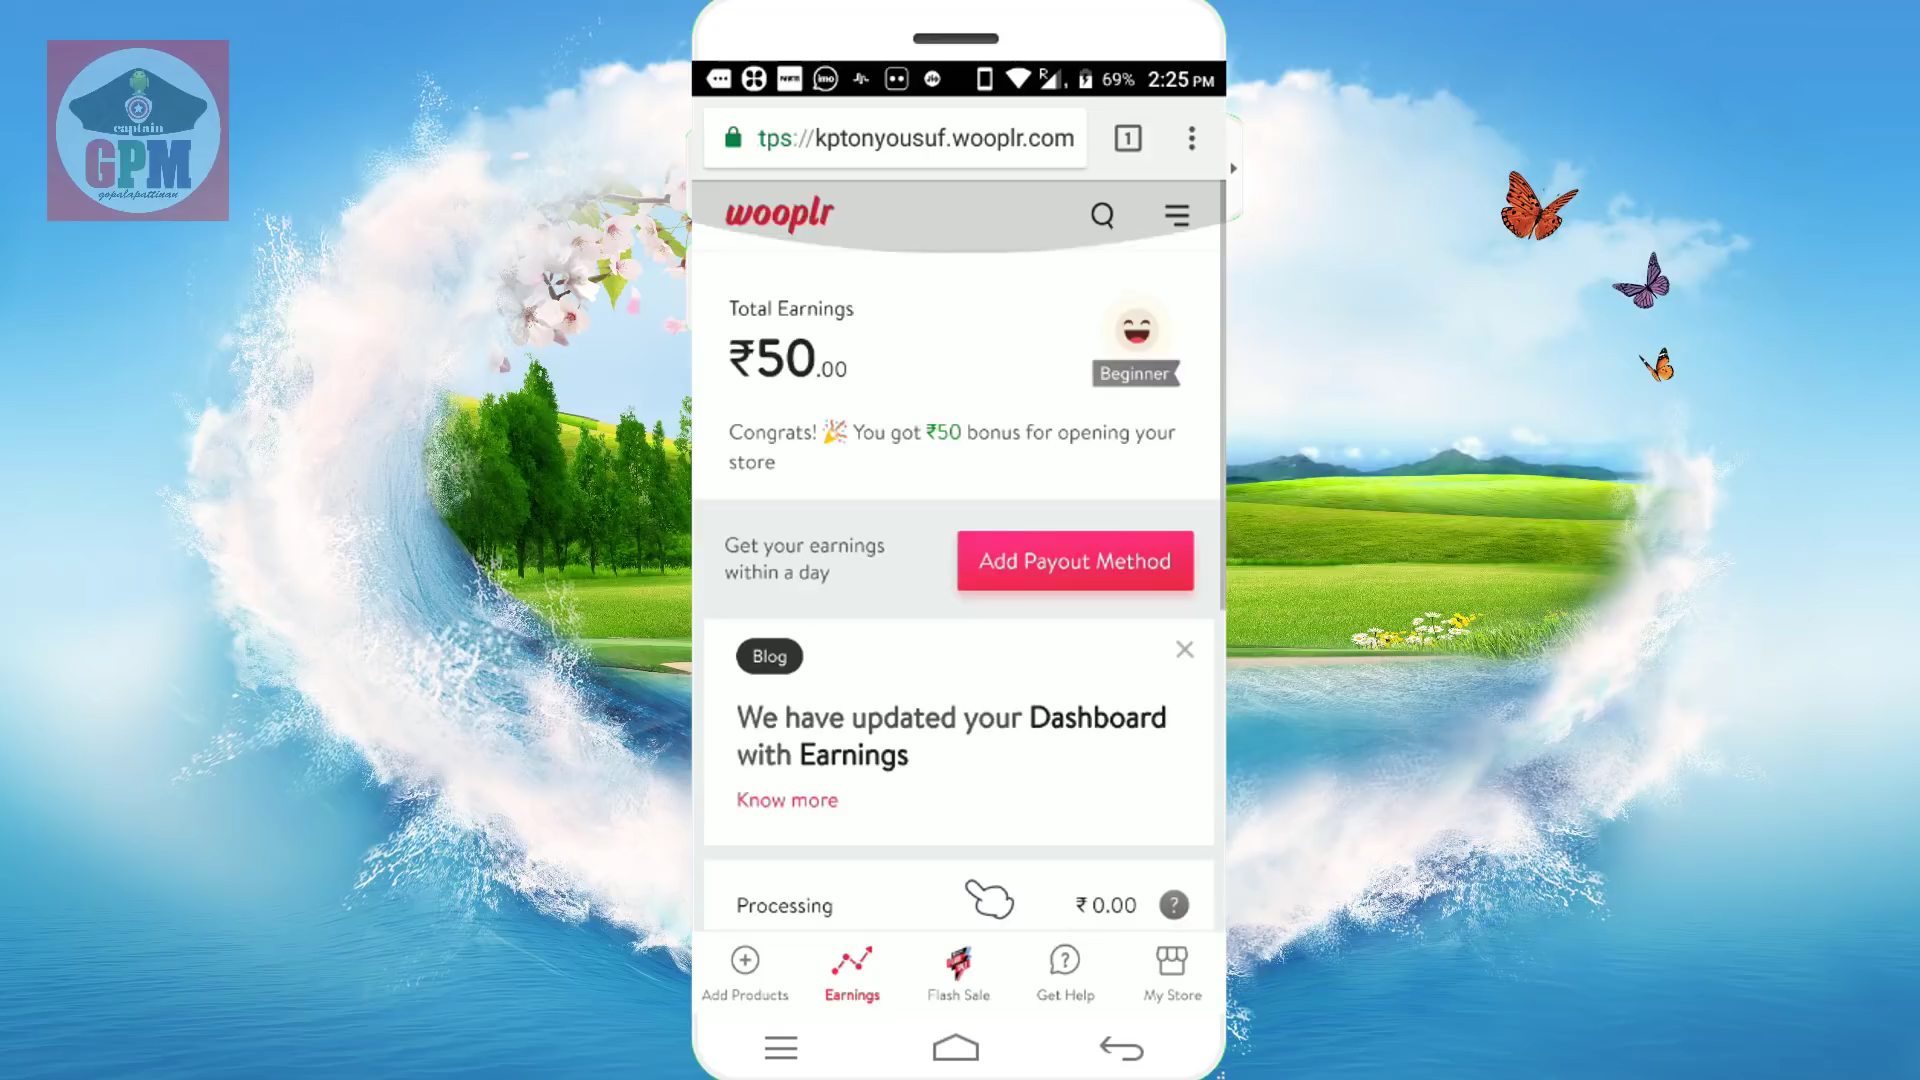 captain
GPM
gopalapattinam
69% 2:25 PM
tps://kptonyousuf.wooplr.com
1
wooplr
Total Earnings
₹50.00
Beginner
Congrats! 🎉 You got ₹50 bonus for opening your
store
Get your earnings
within a day
Add Payout Method
Blog
We have updated your Dashboard
with Earnings
Know more
Processing ₹ 0.00 ?
Add Products Earnings Flash Sale Get Help My Store